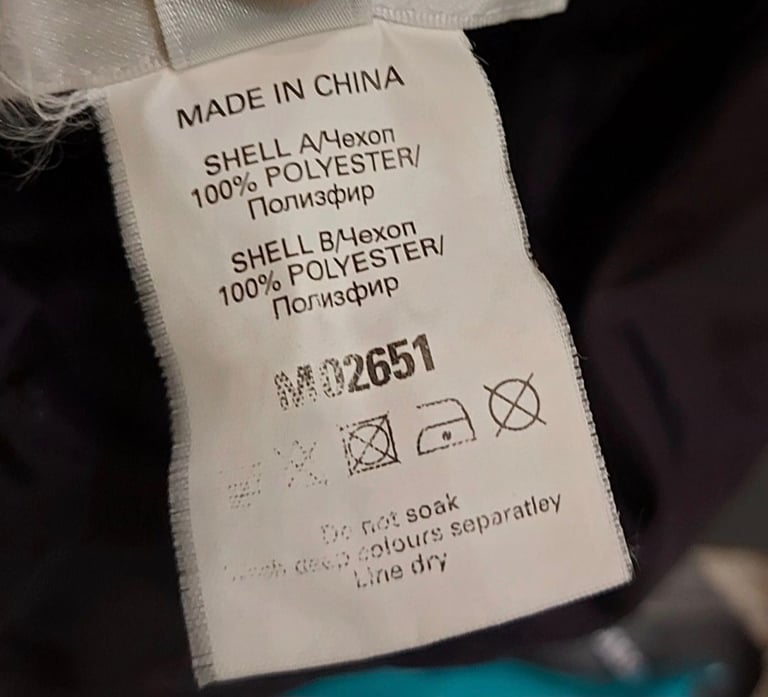 MADE IN CHINA
SHELL A/Чехоп
100% POLYESTER/
Полизфир
SHELL B/Чехоп
100% POLYESTER/
Полизфир
M02651
Do not soak
deep colours separatley
Line dry